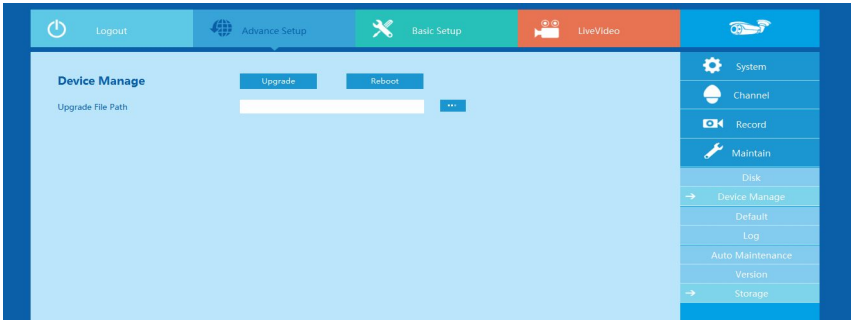 Logout
Advance Setup
Basic Setup
LiveVideo
Device Manage
Upgrade
Reboot
Upgrade File Path
...
System
Channel
Record
Maintain
Disk
Device Manage
Default
Log
Auto Maintenance
Version
Storage